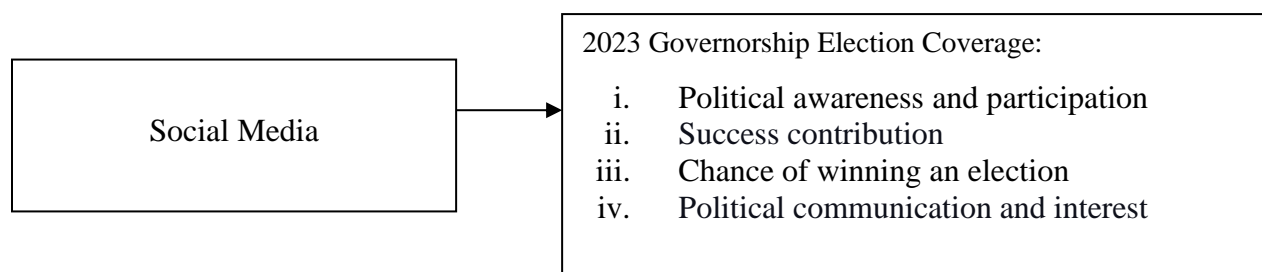 Social Media
2023 Governorship Election Coverage:
i. Political awareness and participation
ii. Success contribution
iii. Chance of winning an election
iv. Political communication and interest